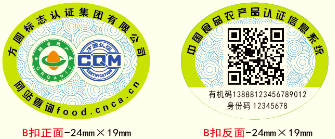 方圆标志认证集团有限公司
CQM
网站查询food.cnca.cn
B扣正面-24mm×19mm
中国食品农产品认证信息系统
有机码13888123456789012
身份码 12345678
B扣反面-24mm×19mm